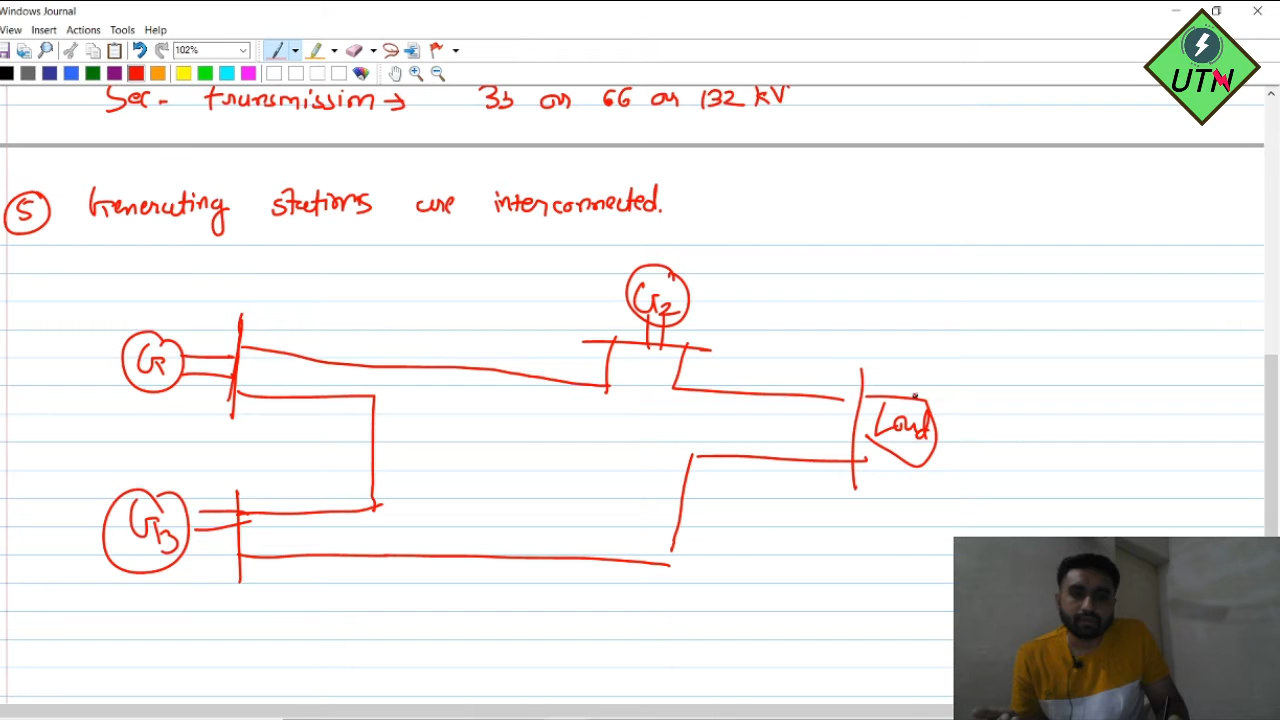 Windows Journal
View Insert Actions Tools Help
102%
UTN
Sec- transmission → 33 or 66 or 132 kV
5 Generating stations are interconnected.
G2
G
Load
G3